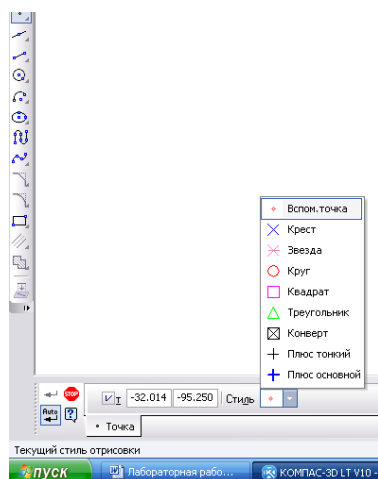 Вспом.точка
Крест
Звезда
Круг
Квадрат
Треугольник
Конверт
Плюс тонкий
Плюс основной
STOP
Auto
?
Т -32.014 -95.250 Стиль
Точка
Текущий стиль отрисовки
пуск Лабораторная рабо... КОМПАС-3D LT V10 -